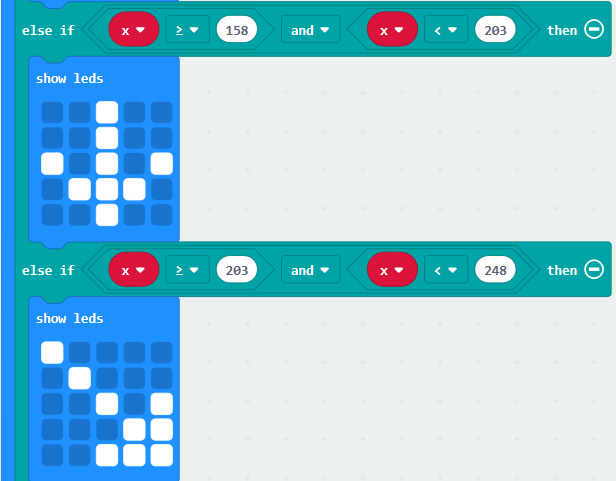 else if x ≥ 158 and x < 203 then
show leds
else if x ≥ 203 and x < 248 then
show leds